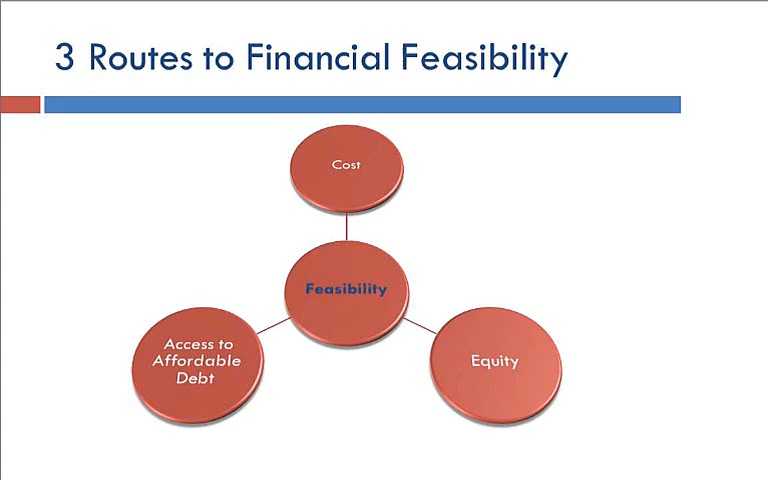 3 Routes to Financial Feasibility
Cost
Feasibility
Access to
Affordable
Debt
Equity